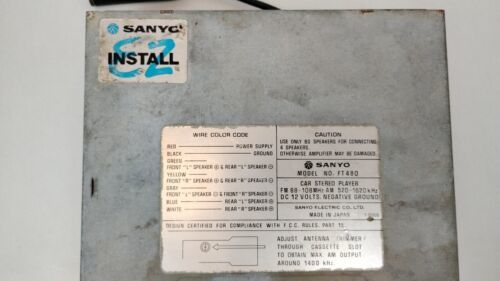 SANYO
EZ
INSTALL
WIRE COLOR CODE
RED POWER SUPPLY
BLACK GROUND
GREEN
FRONT "L" SPEAKER ⊕ & REAR "L" SPEAKER ⊖
YELLOW
FRONT "R" SPEAKER ⊕ & REAR "R" SPEAKER ⊖
GRAY
FRONT "L" SPEAKER ⊖ & FRONT "R" SPEAKER ⊖
BLUE REAR "L" SPEAKER ⊕
WHITE REAR "R" SPEAKER ⊕
CAUTION
USE ONLY 8Ω SPEAKERS FOR CONNECTING
4 SPEAKERS.
OTHERWISE AMPLIFIER MAY BE DAMAGED.
SANYO
MODEL NO. FT480
CAR STEREO PLAYER
FM 88-108MHz AM 520-1620kHz
DC 12 VOLTS. NEGATIVE GROUND
SANYO ELECTRIC CO., LTD.
MADE IN JAPAN
DESIGN CERTIFIED FOR COMPLIANCE WITH F.C.C. RULES, PART 15.
ADJUST ANTENNA TRIMMER
THROUGH CASSETTE SLOT
TO OBTAIN MAX. AM OUTPUT
AROUND 1400 kHz.